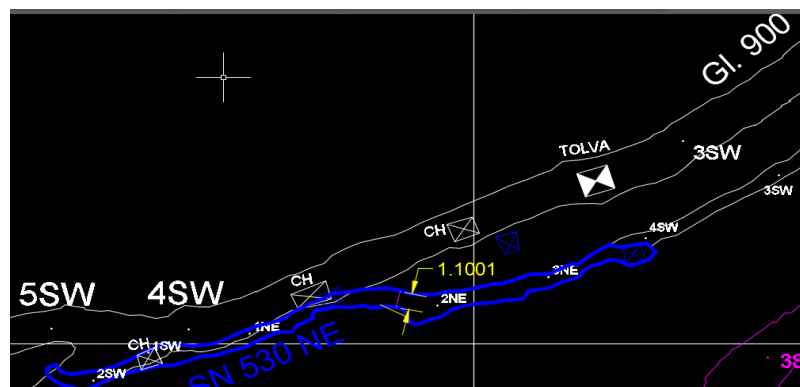 Gl. 900
TOLVA
3SW
3SW
CH
4SW
1.1001
3NE
CH
2NE
5SW
4SW
1NE
CH
1SW
SN 530 NE
2SW
3S